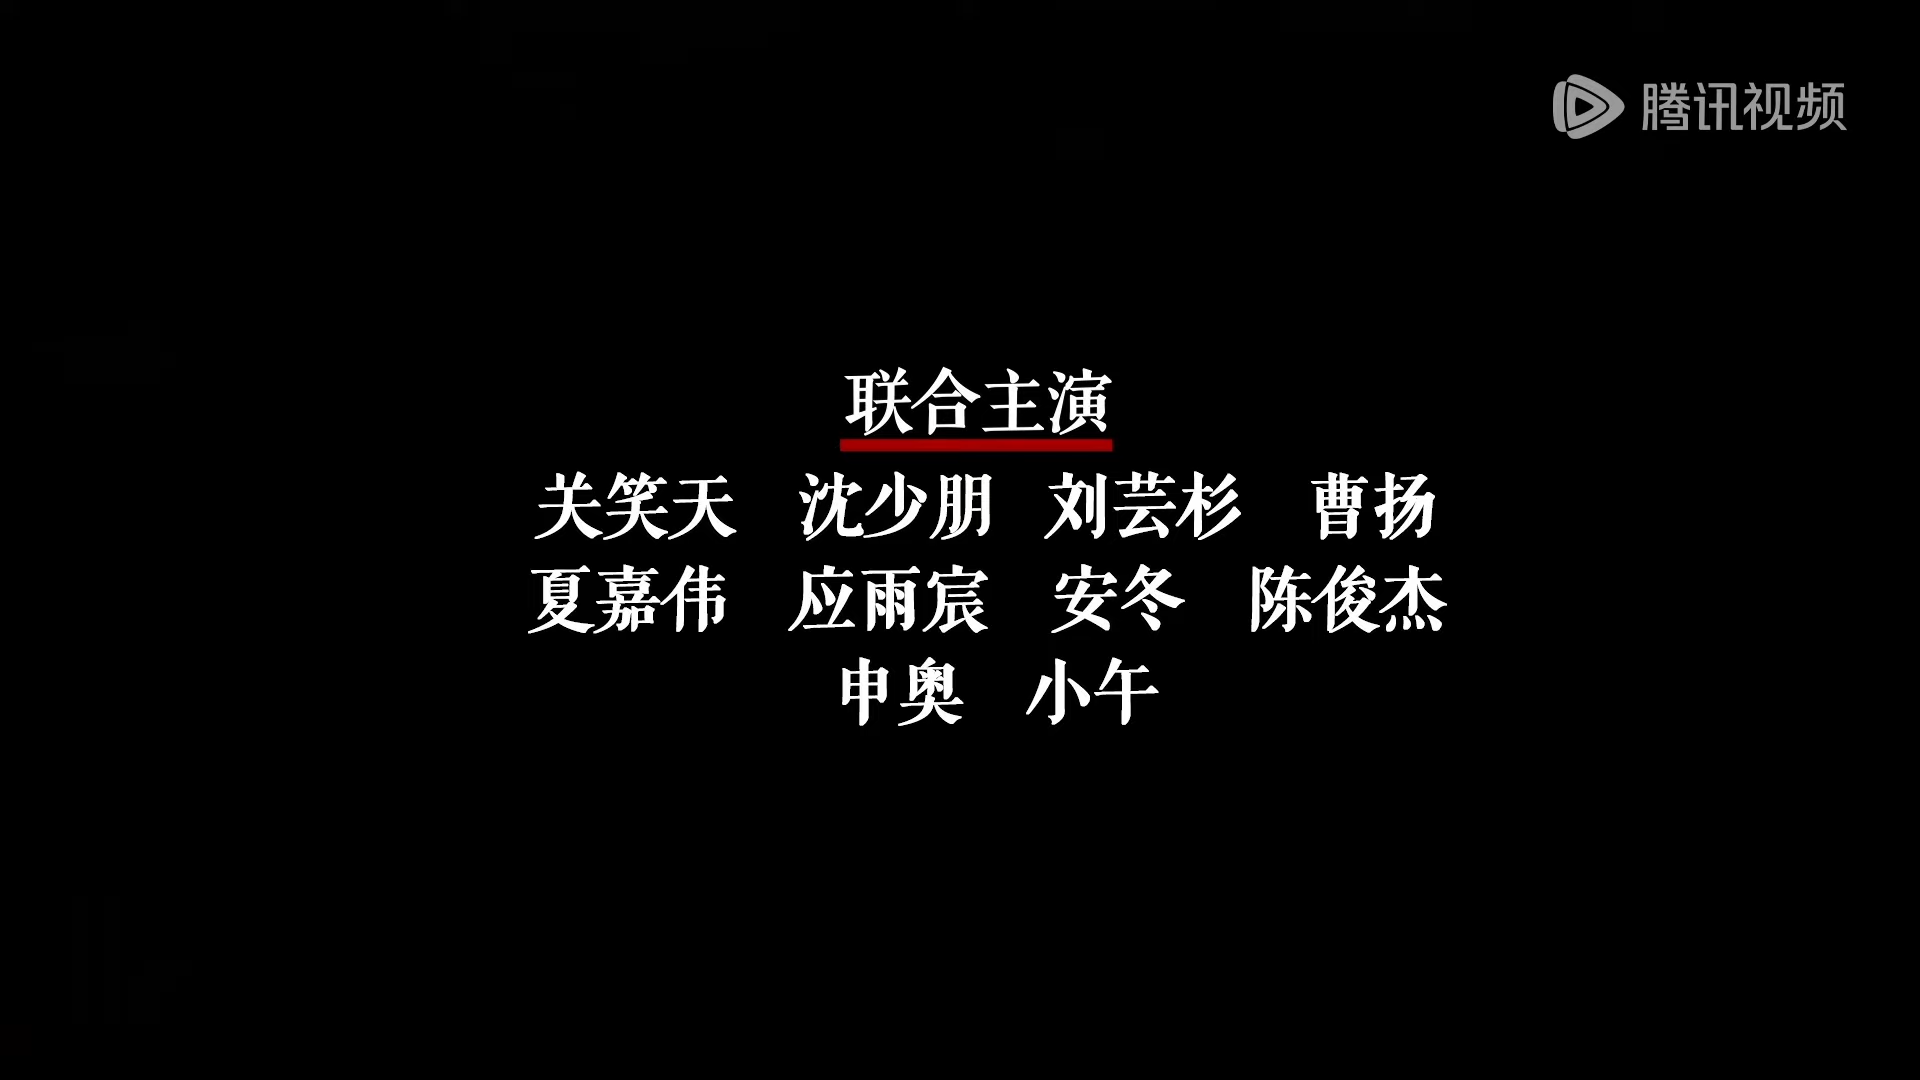 腾讯视频
联合主演
关笑天 沈少朋 刘芸杉 曹扬
夏嘉伟 应雨宸 安冬 陈俊杰
申奥 小午